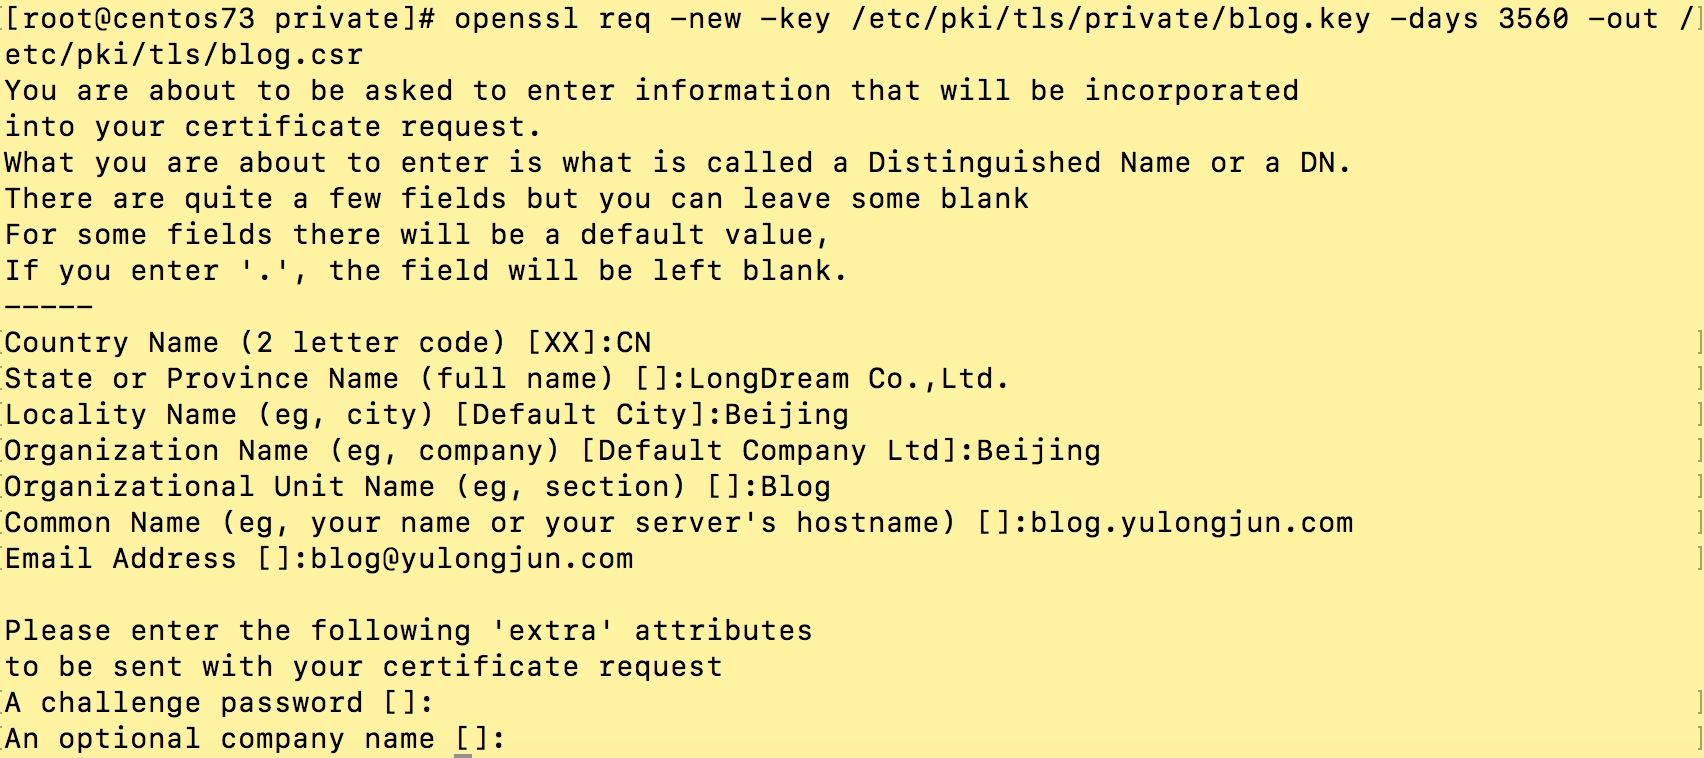 [root@centos73 private]# openssl req -new -key /etc/pki/tls/private/blog.key -days 3560 -out /
etc/pki/tls/blog.csr
You are about to be asked to enter information that will be incorporated
into your certificate request.
What you are about to enter is what is called a Distinguished Name or a DN.
There are quite a few fields but you can leave some blank
For some fields there will be a default value,
If you enter '.', the field will be left blank.
-----
Country Name (2 letter code) [XX]:CN
State or Province Name (full name) []:LongDream Co.,Ltd.
Locality Name (eg, city) [Default City]:Beijing
Organization Name (eg, company) [Default Company Ltd]:Beijing
Organizational Unit Name (eg, section) []:Blog
Common Name (eg, your name or your server's hostname) []:blog.yulongjun.com
Email Address []:blog@yulongjun.com

Please enter the following 'extra' attributes
to be sent with your certificate request
A challenge password []:
An optional company name []: